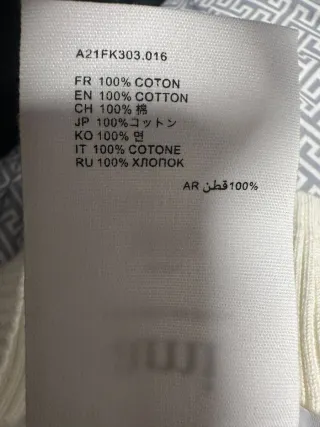 A21FK303.016
FR 100% COTON
EN 100% COTTON
CH 100% 棉
JP 100%コットン
KO 100% 면
IT 100% COTONE
RU 100% ХЛОПОК
AR قطن 100%